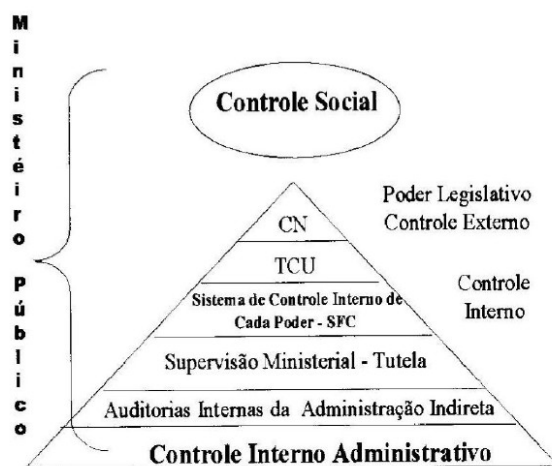 Ministéiro Público
Controle Social
Poder Legislativo
Controle Externo
CN
TCU
Controle
Interno
Sistema de Controle Interno de
Cada Poder - SFC
Supervisão Ministerial - Tutela
Auditorias Internas da Administração Indireta
Controle Interno Administrativo